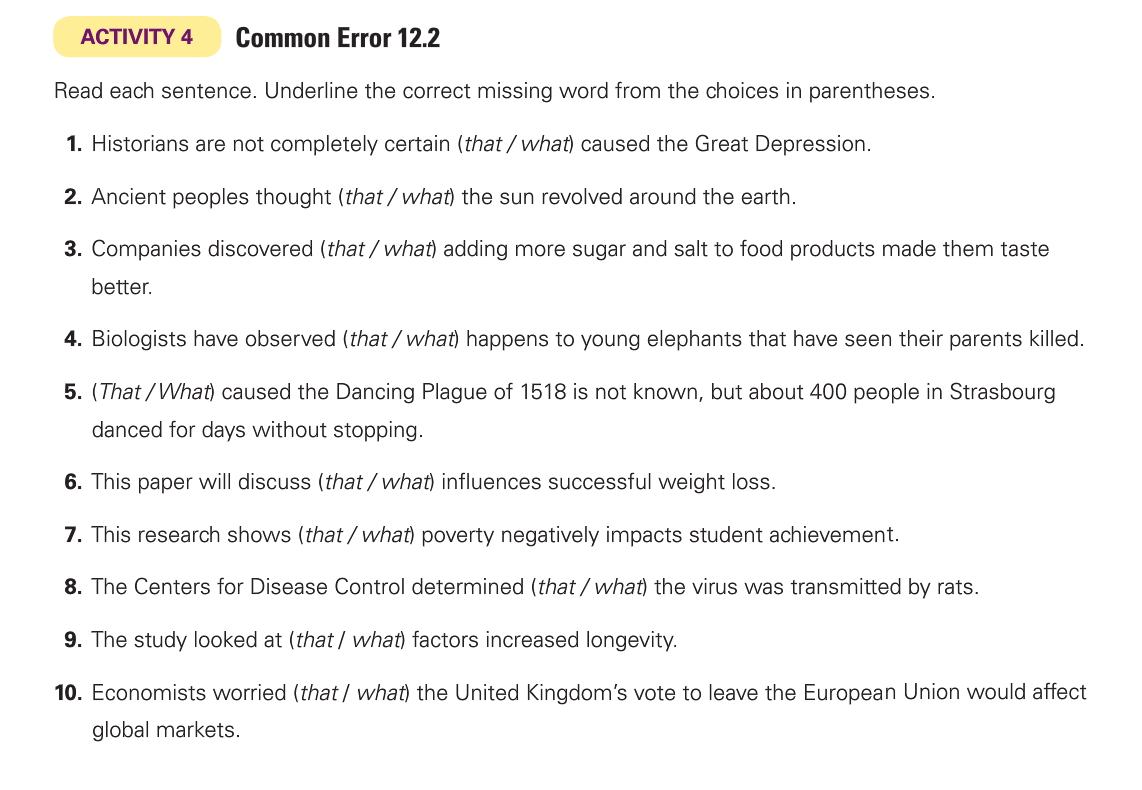 ACTIVITY 4 Common Error 12.2
Read each sentence. Underline the correct missing word from the choices in parentheses.
1. Historians are not completely certain (that / what) caused the Great Depression.
2. Ancient peoples thought (that / what) the sun revolved around the earth.
3. Companies discovered (that / what) adding more sugar and salt to food products made them taste
better.
4. Biologists have observed (that / what) happens to young elephants that have seen their parents killed.
5. (That / What) caused the Dancing Plague of 1518 is not known, but about 400 people in Strasbourg
danced for days without stopping.
6. This paper will discuss (that / what) influences successful weight loss.
7. This research shows (that / what) poverty negatively impacts student achievement.
8. The Centers for Disease Control determined (that / what) the virus was transmitted by rats.
9. The study looked at (that / what) factors increased longevity.
10. Economists worried (that / what) the United Kingdom’s vote to leave the European Union would affect
global markets.